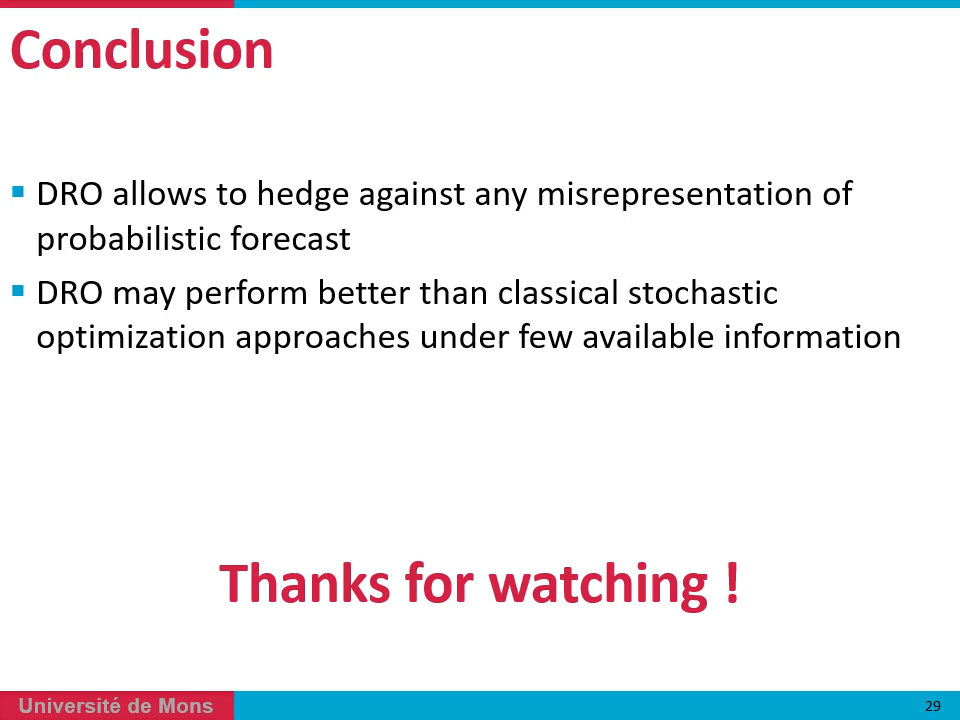 Conclusion
DRO allows to hedge against any misrepresentation of
probabilistic forecast
DRO may perform better than classical stochastic
optimization approaches under few available information
Thanks for watching !
Université de Mons
29